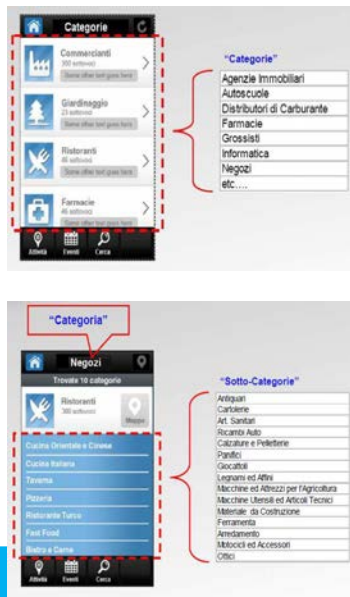 Categorie
"Categorie"
Commercianti
300 sottovoci
Some other text goes here
Giardinaggio
23 sottovoci
Some other text goes here
Ristoranti
46 sottovoci
Some other text goes here
Farmacie
46 sottovoci
Some other text goes here
Attività Eventi Cerca
Agenzie Immobiliari
Autoscuole
Distributori di Carburante
Farmacie
Grossisti
Informatica
Negozi
etc....
"Categoria"
Negozi
Trovate 10 categorie
Ristoranti
300 sottovoci
Mappa
Cucina Orientale e Cinese
Cucina Italiana
Taverna
Pizzeria
Ristorante Turco
Fast Food
Bistro e Carne
Attività Eventi Cerca
"Sotto-Categorie"
Antiquari
Cartolerie
Art. Sanitari
Ricambi Auto
Calzature e Pelletterie
Panifici
Giocattoli
Legnami ed Affini
Macchine ed Attrezzi per l'Agricoltura
Macchine Utensili ed Articoli Tecnici
Materiale da Costruzione
Ferramenta
Arredamento
Motocicli ed Accessori
Ottici